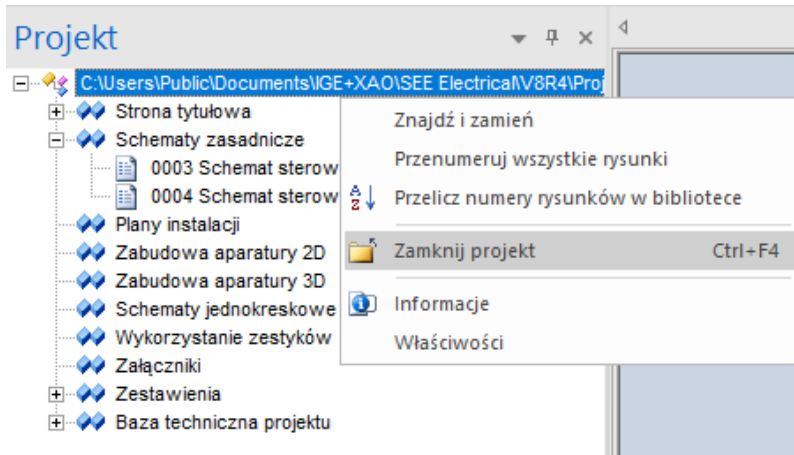 Projekt
C:\Users\Public\Documents\IGE+XAO\SEE Electrical\V8R4\Proj
Strona tytułowa
Schematy zasadnicze
0003 Schemat sterow
0004 Schemat sterow
Plany instalacji
Zabudowa aparatury 2D
Zabudowa aparatury 3D
Schematy jednokreskowe
Wykorzystanie zestyków
Załączniki
Zestawienia
Baza techniczna projektu
Znajdź i zamień
Przenumeruj wszystkie rysunki
Przelicz numery rysunków w bibliotece
Zamknij projekt Ctrl+F4
Informacje
Właściwości